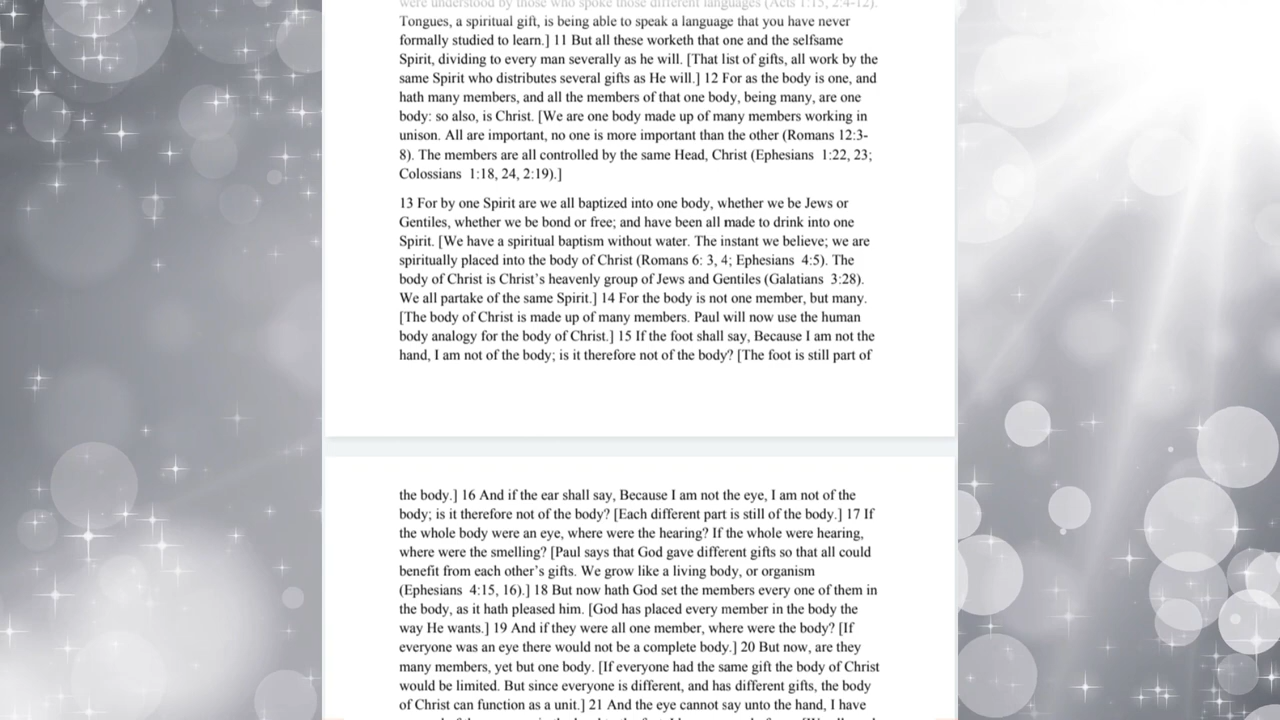 were understood by those who spoke those different languages (Acts 1:15, 2:4-12).
Tongues, a spiritual gift, is being able to speak a language that you have never
formally studied to learn.] 11 But all these worketh that one and the selfsame
Spirit, dividing to every man severally as he will. [That list of gifts, all work by the
same Spirit who distributes several gifts as He will.] 12 For as the body is one, and
hath many members, and all the members of that one body, being many, are one
body: so also, is Christ. [We are one body made up of many members working in
unison. All are important, no one is more important than the other (Romans 12:3-
8). The members are all controlled by the same Head, Christ (Ephesians 1:22, 23;
Colossians 1:18, 24, 2:19).]
13 For by one Spirit are we all baptized into one body, whether we be Jews or
Gentiles, whether we be bond or free; and have been all made to drink into one
Spirit. [We have a spiritual baptism without water. The instant we believe; we are
spiritually placed into the body of Christ (Romans 6: 3, 4; Ephesians 4:5). The
body of Christ is Christ’s heavenly group of Jews and Gentiles (Galatians 3:28).
We all partake of the same Spirit.] 14 For the body is not one member, but many.
[The body of Christ is made up of many members. Paul will now use the human
body analogy for the body of Christ.] 15 If the foot shall say, Because I am not the
hand, I am not of the body; is it therefore not of the body? [The foot is still part of
the body.] 16 And if the ear shall say, Because I am not the eye, I am not of the
body; is it therefore not of the body? [Each different part is still of the body.] 17 If
the whole body were an eye, where were the hearing? If the whole were hearing,
where were the smelling? [Paul says that God gave different gifts so that all could
benefit from each other’s gifts. We grow like a living body, or organism
(Ephesians 4:15, 16).] 18 But now hath God set the members every one of them in
the body, as it hath pleased him. [God has placed every member in the body the
way He wants.] 19 And if they were all one member, where were the body? [If
everyone was an eye there would not be a complete body.] 20 But now, are they
many members, yet but one body. [If everyone had the same gift the body of Christ
would be limited. But since everyone is different, and has different gifts, the body
of Christ can function as a unit.] 21 And the eye cannot say unto the hand, I have